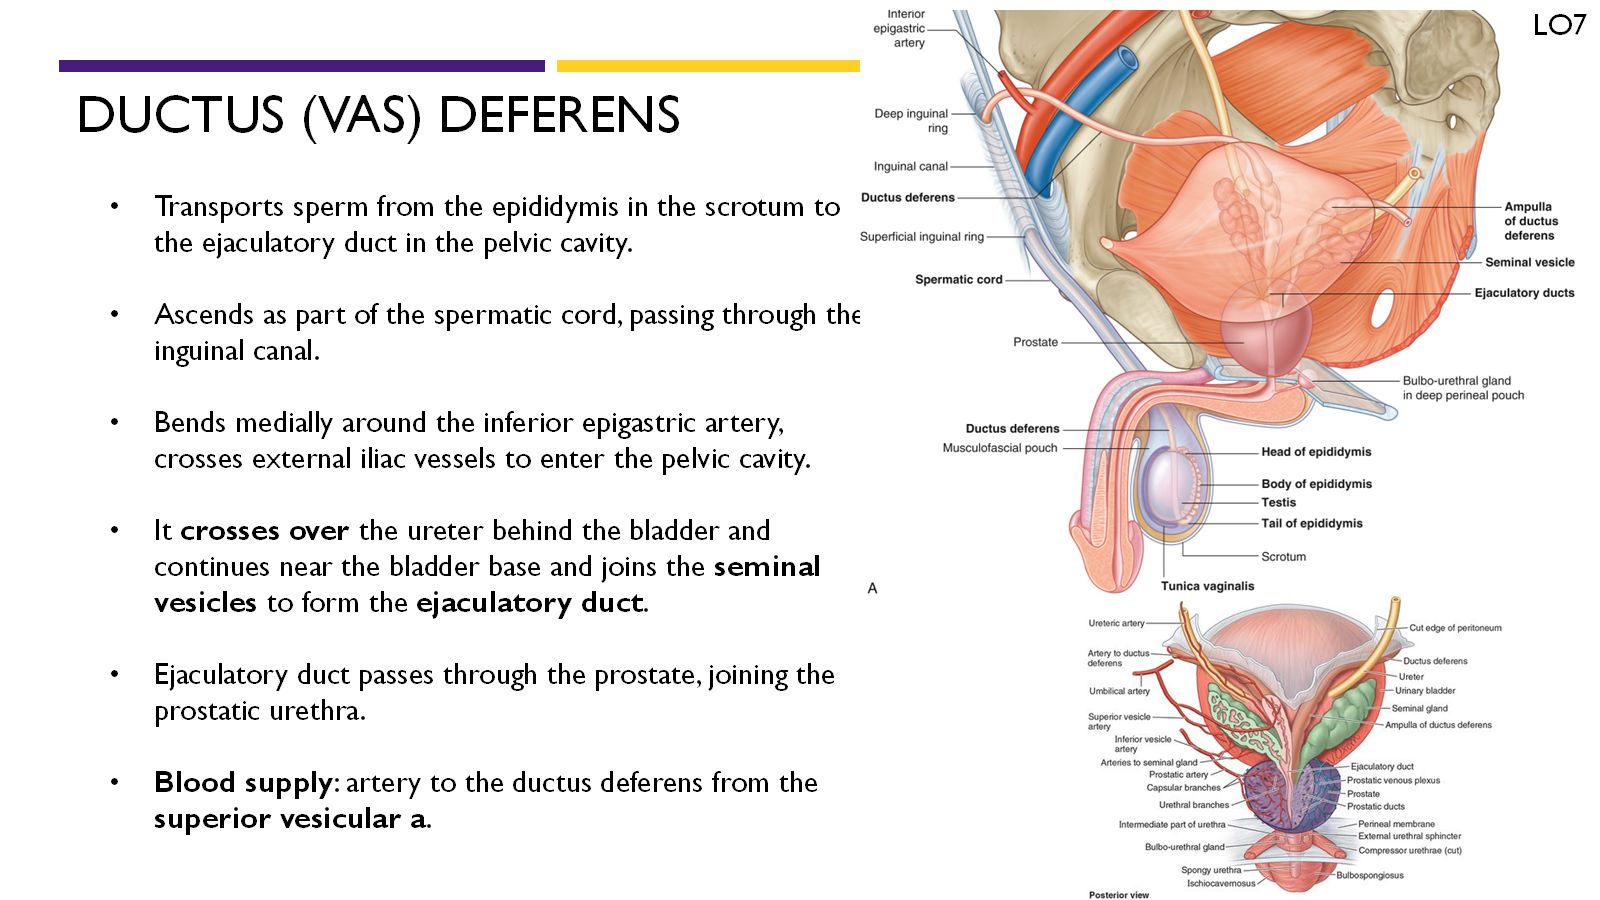 LO7
DUCTUS (VAS) DEFERENS
• Transports sperm from the epididymis in the scrotum to
the ejaculatory duct in the pelvic cavity.
• Ascends as part of the spermatic cord, passing through the
inguinal canal.
• Bends medially around the inferior epigastric artery,
crosses external iliac vessels to enter the pelvic cavity.
• It crosses over the ureter behind the bladder and
continues near the bladder base and joins the seminal
vesicles to form the ejaculatory duct.
• Ejaculatory duct passes through the prostate, joining the
prostatic urethra.
• Blood supply: artery to the ductus deferens from the
superior vesicular a.
Inferior
epigastric
artery
Deep inguinal
ring
Inguinal canal
Ductus deferens
Superficial inguinal ring
Spermatic cord
Prostate
Ductus deferens
Musculofascial pouch
Ampulla
of ductus
deferens
Seminal vesicle
Ejaculatory ducts
Bulbo-urethral gland
in deep perineal pouch
Head of epididymis
Body of epididymis
Testis
Tail of epididymis
Scrotum
Tunica vaginalis
A
Ureteric artery
Artery to ductus
deferens
Umbilical artery
Superior vesicle
artery
Inferior vesicle
artery
Arteries to seminal gland
Prostatic artery
Capsular branches
Urethral branches
Intermediate part of urethra
Bulbo-urethral gland
Spongy urethra
Ischiocavernosus
Posterior view
Cut edge of peritoneum
Ductus deferens
Ureter
Urinary bladder
Seminal gland
Ampulla of ductus deferens
Ejaculatory duct
Prostatic venous plexus
Prostate
Prostatic ducts
Perineal membrane
External urethral sphincter
Compressor urethrae (cut)
Bulbospongiosus